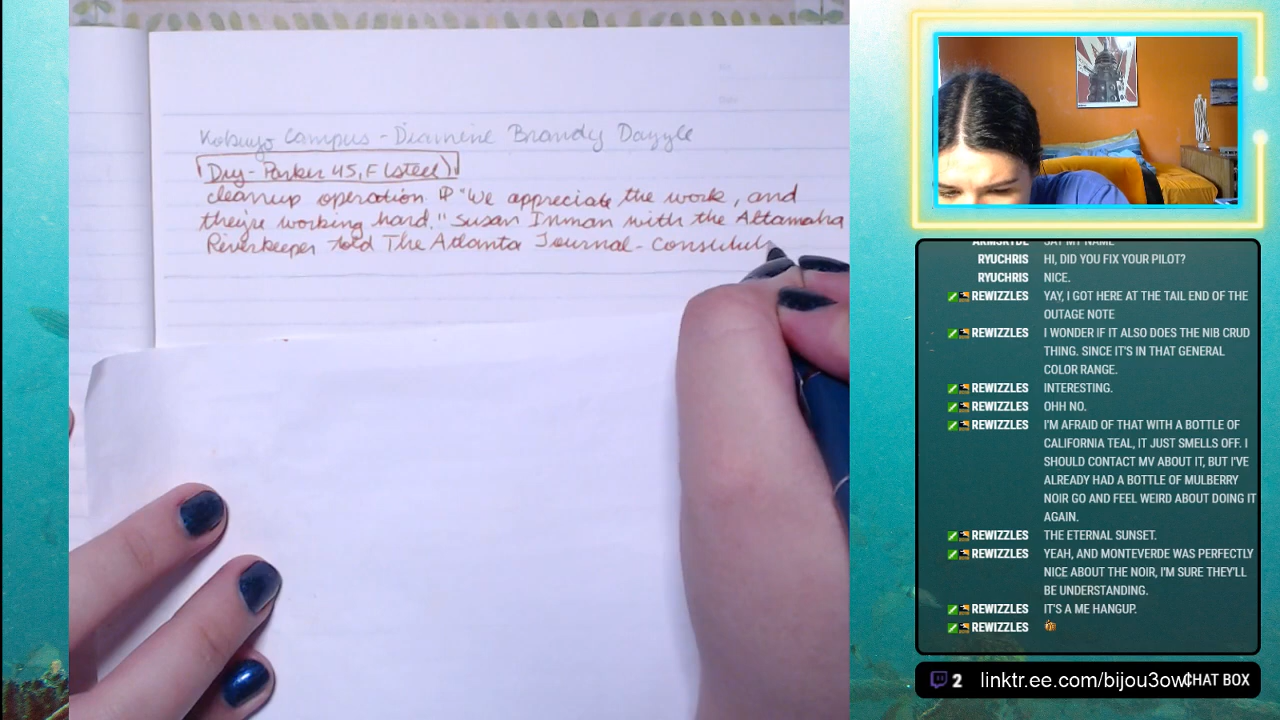 Kokuyo Campus - Diamine Brandy Dazzle
Dry - Parker 45, F (steel)
cleanup operation ¶ "We appreciate the work, and
they're working hard." Susan Inman with the Altamaha
Riverkeeper told The Atlanta Journal - Constitut
SAY MY NAME
RYUCHRIS HI, DID YOU FIX YOUR PILOT?
RYUCHRIS NICE.
REWIZZLES YAY, I GOT HERE AT THE TAIL END OF THE
OUTAGE NOTE
REWIZZLES I WONDER IF IT ALSO DOES THE NIB CRUD
THING. SINCE IT'S IN THAT GENERAL
COLOR RANGE.
REWIZZLES INTERESTING.
REWIZZLES OHH NO.
REWIZZLES I'M AFRAID OF THAT WITH A BOTTLE OF
CALIFORNIA TEAL, IT JUST SMELLS OFF. I
SHOULD CONTACT MV ABOUT IT, BUT I'VE
ALREADY HAD A BOTTLE OF MULBERRY
NOIR GO AND FEEL WEIRD ABOUT DOING IT
AGAIN.
REWIZZLES THE ETERNAL SUNSET.
REWIZZLES YEAH, AND MONTEVERDE WAS PERFECTLY
NICE ABOUT THE NOIR, I'M SURE THEY'LL
BE UNDERSTANDING.
REWIZZLES IT'S A ME HANGUP.
REWIZZLES
2 linktr.ee.com/bijou3owl CHAT BOX